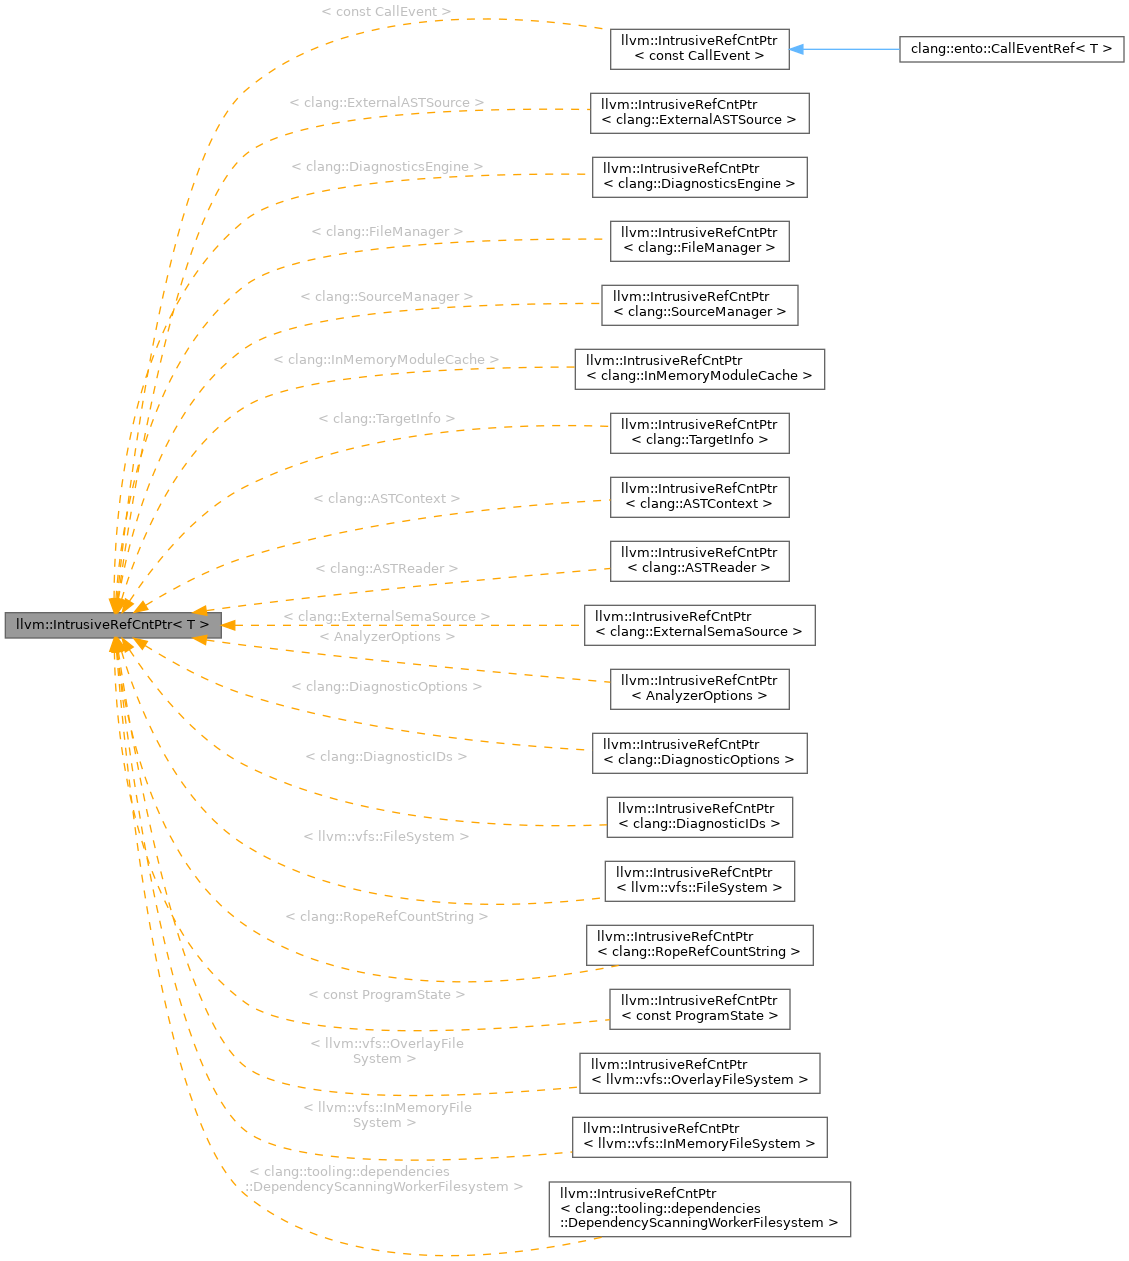 < const CallEvent >
llvm::IntrusiveRefCntPtr
< const CallEvent >
clang::ento::CallEventRef< T >
< clang::ExternalASTSource >
llvm::IntrusiveRefCntPtr
< clang::ExternalASTSource >
< clang::DiagnosticsEngine >
llvm::IntrusiveRefCntPtr
< clang::DiagnosticsEngine >
< clang::FileManager >
llvm::IntrusiveRefCntPtr
< clang::FileManager >
< clang::SourceManager >
llvm::IntrusiveRefCntPtr
< clang::SourceManager >
< clang::InMemoryModuleCache >
llvm::IntrusiveRefCntPtr
< clang::InMemoryModuleCache >
< clang::TargetInfo >
llvm::IntrusiveRefCntPtr
< clang::TargetInfo >
< clang::ASTContext >
llvm::IntrusiveRefCntPtr
< clang::ASTContext >
< clang::ASTReader >
llvm::IntrusiveRefCntPtr
< clang::ASTReader >
llvm::IntrusiveRefCntPtr< T >
< clang::ExternalSemaSource >
llvm::IntrusiveRefCntPtr
< clang::ExternalSemaSource >
< AnalyzerOptions >
llvm::IntrusiveRefCntPtr
< AnalyzerOptions >
< clang::DiagnosticOptions >
llvm::IntrusiveRefCntPtr
< clang::DiagnosticOptions >
< clang::DiagnosticIDs >
llvm::IntrusiveRefCntPtr
< clang::DiagnosticIDs >
< llvm::vfs::FileSystem >
llvm::IntrusiveRefCntPtr
< llvm::vfs::FileSystem >
< clang::RopeRefCountString >
llvm::IntrusiveRefCntPtr
< clang::RopeRefCountString >
< const ProgramState >
llvm::IntrusiveRefCntPtr
< const ProgramState >
< llvm::vfs::OverlayFile
System >
llvm::IntrusiveRefCntPtr
< llvm::vfs::OverlayFileSystem >
< llvm::vfs::InMemoryFile
System >
llvm::IntrusiveRefCntPtr
< llvm::vfs::InMemoryFileSystem >
< clang::tooling::dependencies
::DependencyScanningWorkerFilesystem >
llvm::IntrusiveRefCntPtr
< clang::tooling::dependencies
::DependencyScanningWorkerFilesystem >